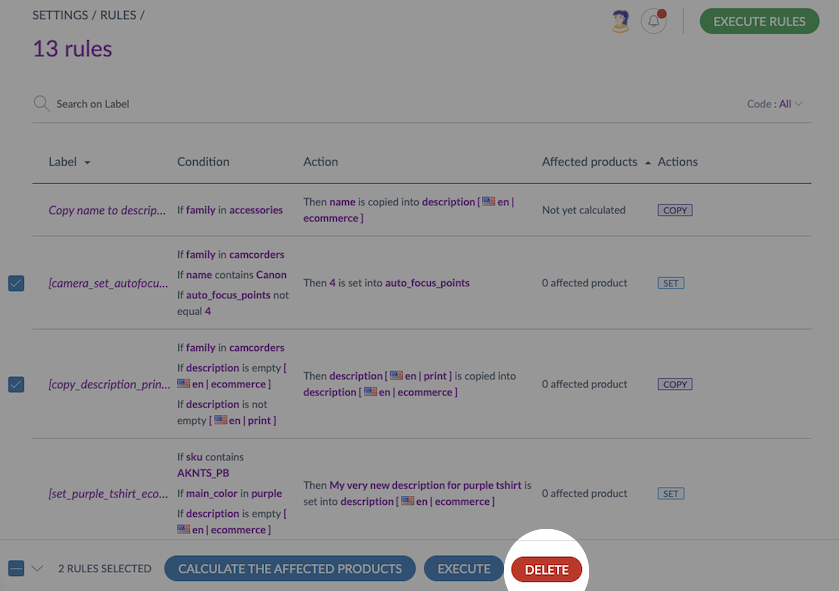 SETTINGS / RULES /
EXECUTE RULES
13 rules
Search on Label
Code : All
Label Condition Action Affected products Actions
Copy name to descrip...
If family in accessories
Then name is copied into description [ en |
ecommerce ]
Not yet calculated
COPY
[camera_set_autofocu...
If family in camcorders
If name contains Canon
If auto_focus_points not
equal 4
Then 4 is set into auto_focus_points
0 affected product
SET
[copy_description_prin...
If family in camcorders
If description is empty [
en | ecommerce ]
If description is not
empty [ en | print ]
Then description [ en | print ] is copied into
description [ en | ecommerce ]
0 affected product
COPY
[set_purple_tshirt_eco...
If sku contains
AKNTS_PB
If main_color in purple
If description is empty [
en | ecommerce ]
Then My very new description for purple tshirt is
set into description [ en | ecommerce ]
0 affected product
SET
2 RULES SELECTED
CALCULATE THE AFFECTED PRODUCTS
EXECUTE
DELETE